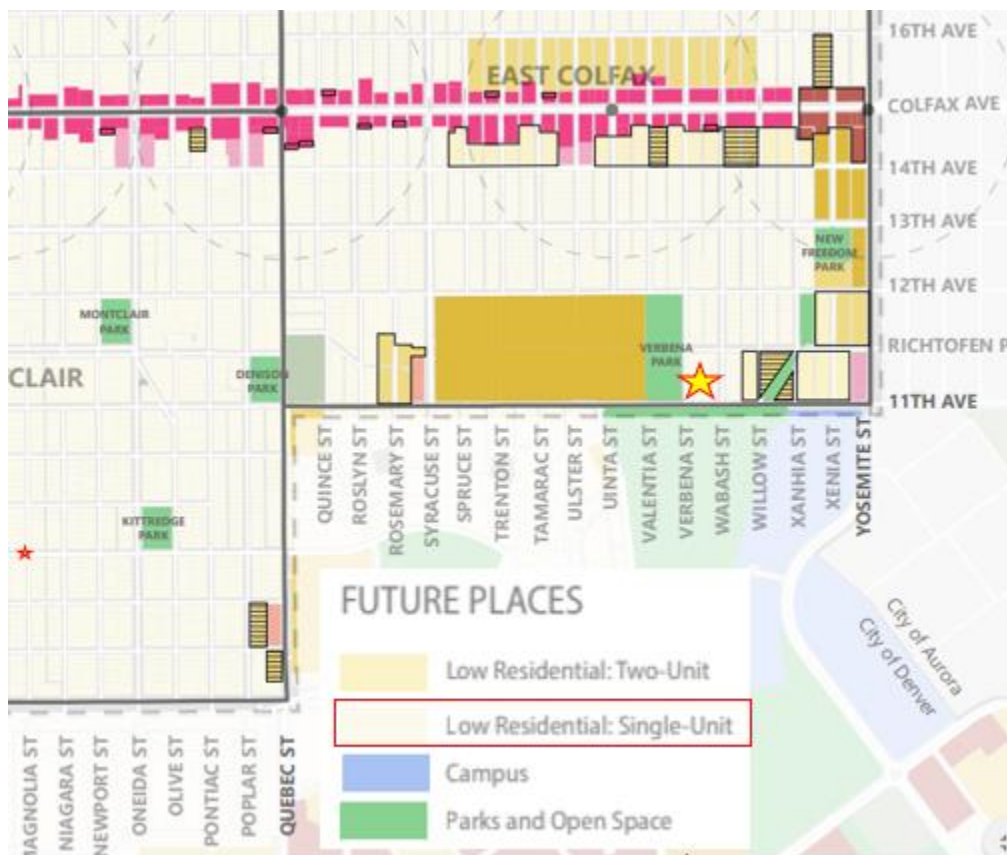 16TH AVE
EAST COLFAX
COLFAX AVE
14TH AVE
13TH AVE
NEW
FREEDOM
PARK
12TH AVE
MONTCLAIR
PARK
RICHTOFEN P
VERBENA
PARK
CLAIR
DENISON
PARK
11TH AVE
QUINCE ST
ROSLYN ST
ROSEMARY ST
SYRACUSE ST
SPRUCE ST
TRENTON ST
TAMARAC ST
ULSTER ST
UINTA ST
VALENTIA ST
VERBENA ST
WABASH ST
WILLOW ST
XANHIA ST
XENIA ST
YOSEMITE ST
KITTREDGE
PARK
FUTURE PLACES
Low Residential: Two-Unit
Low Residential: Single-Unit
Campus
Parks and Open Space
City of Aurora
City of Denver
MAGNOLIA ST
NIAGARA ST
NEWPORT ST
ONEIDA ST
OLIVE ST
PONTIAC ST
POPLAR ST
QUEBEC ST